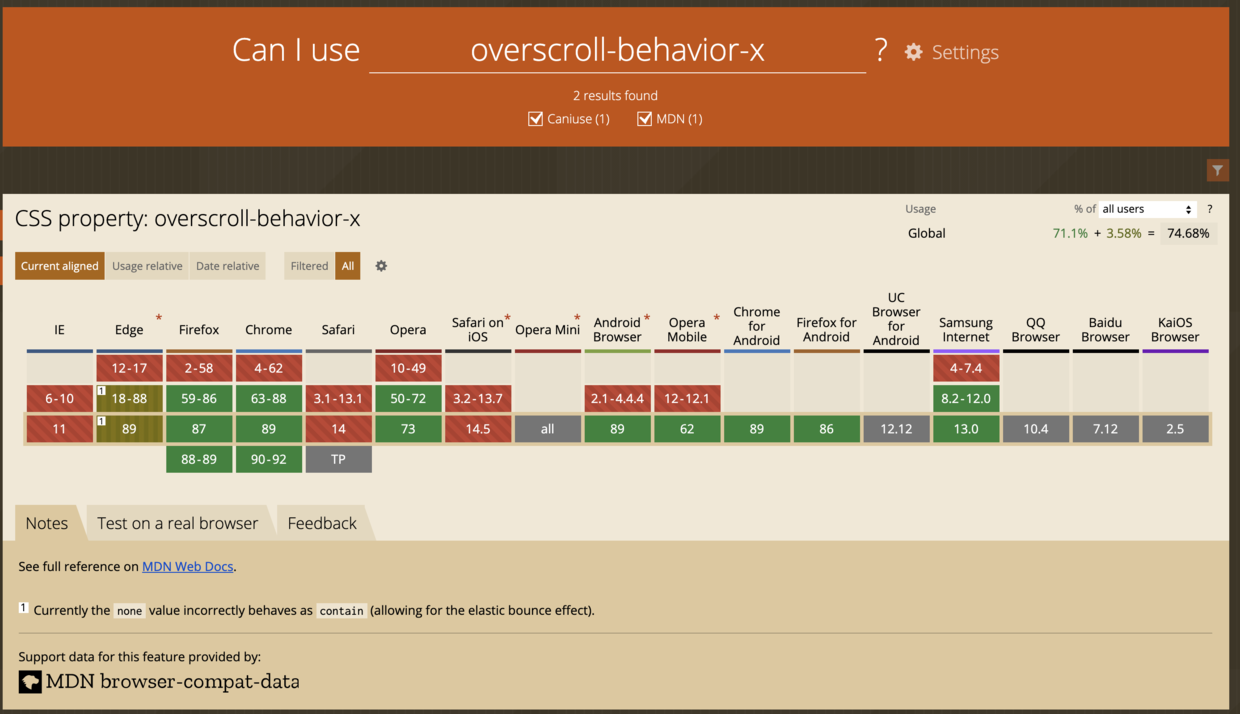 Can I use overscroll-behavior-x ? Settings
2 results found
Caniuse (1) MDN (1)
CSS property: overscroll-behavior-x
Usage % of all users ?
Global 71.1% + 3.58% = 74.68%
Current aligned Usage relative Date relative Filtered All
IE Edge * Firefox Chrome Safari Opera Safari on iOS * Opera Mini * Android Browser * Opera Mobile * Chrome for Android Firefox for Android UC Browser for Android Samsung Internet QQ Browser Baidu Browser KaiOS Browser
12-17 2-58 4-62 10-49 4-7.4
6-10 1 18-88 59-86 63-88 3.1-13.1 50-72 3.2-13.7 2.1-4.4.4 12-12.1 8.2-12.0
11 1 89 87 89 14 73 14.5 all 89 62 89 86 12.12 13.0 10.4 7.12 2.5
88-89 90-92 TP
Notes Test on a real browser Feedback
See full reference on MDN Web Docs.
1 Currently the none value incorrectly behaves as contain (allowing for the elastic bounce effect).
Support data for this feature provided by:
MDN browser-compat-data